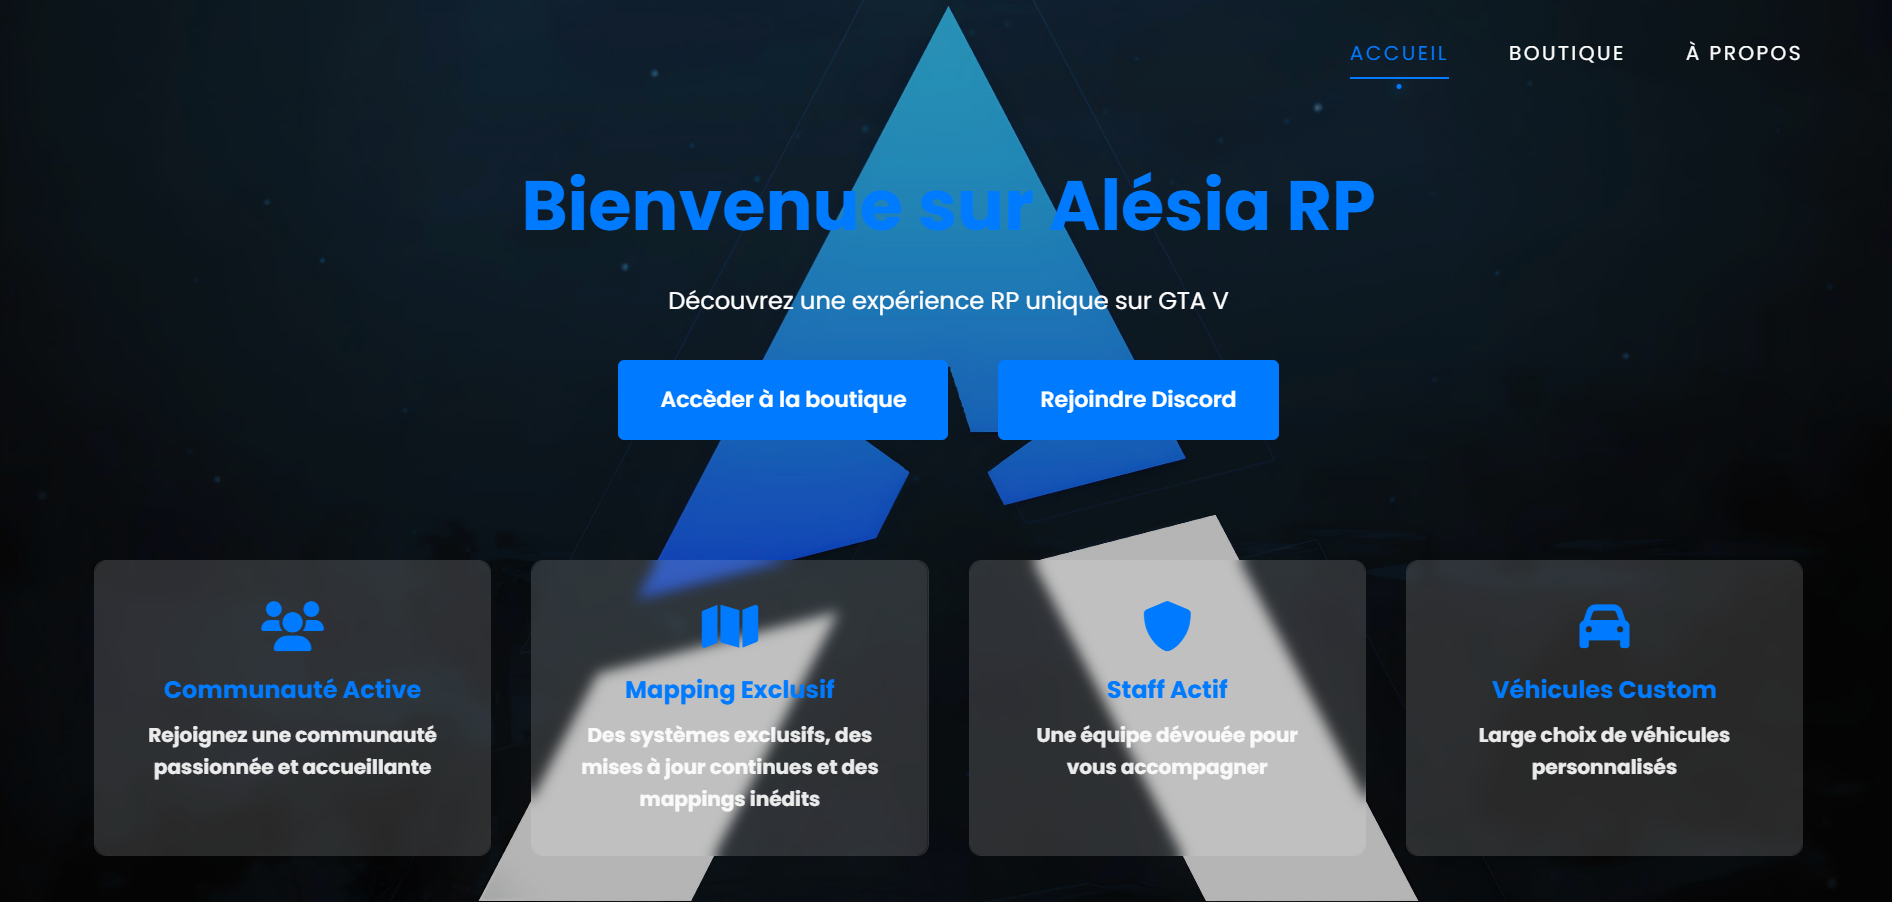 ACCUEIL BOUTIQUE À PROPOS
Bienvenue sur Alésia RP
Découvrez une expérience RP unique sur GTA V
Accèder à la boutique
Rejoindre Discord
Communauté Active
Rejoignez une communauté
passionnée et accueillante
Mapping Exclusif
Des systèmes exclusifs, des
mises à jour continues et des
mappings inédits
Staff Actif
Une équipe dévouée pour
vous accompagner
Véhicules Custom
Large choix de véhicules
personnalisés